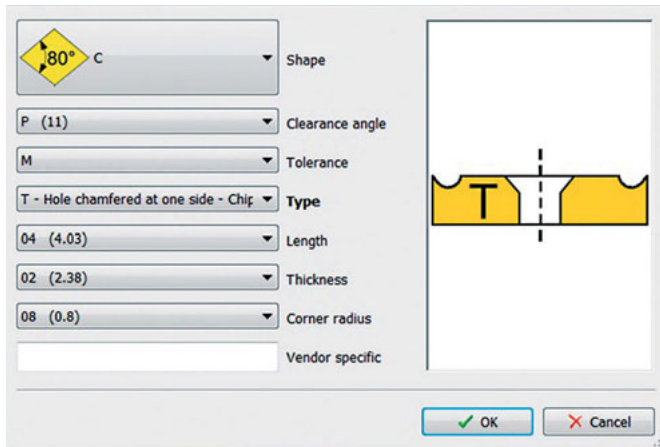 80° C
Shape
P (11)
Clearance angle
M
Tolerance
T - Hole chamfered at one side - Chip
Type
04 (4.03)
Length
02 (2.38)
Thickness
08 (0.8)
Corner radius
Vendor specific
T
OK
Cancel